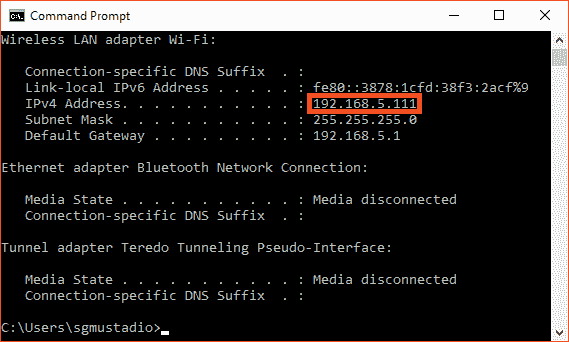 Command Prompt
Wireless LAN adapter Wi-Fi:
Connection-specific DNS Suffix  . :
Link-local IPv6 Address . . . . . : fe80::3878:1cfd:38f3:2acf%9
IPv4 Address. . . . . . . . . . . : 192.168.5.111
Subnet Mask . . . . . . . . . . . : 255.255.255.0
Default Gateway . . . . . . . . . : 192.168.5.1
Ethernet adapter Bluetooth Network Connection:
Media State . . . . . . . . . . . : Media disconnected
Connection-specific DNS Suffix  . :
Tunnel adapter Teredo Tunneling Pseudo-Interface:
Media State . . . . . . . . . . . : Media disconnected
Connection-specific DNS Suffix  . :
C:\Users\sgmustadio>